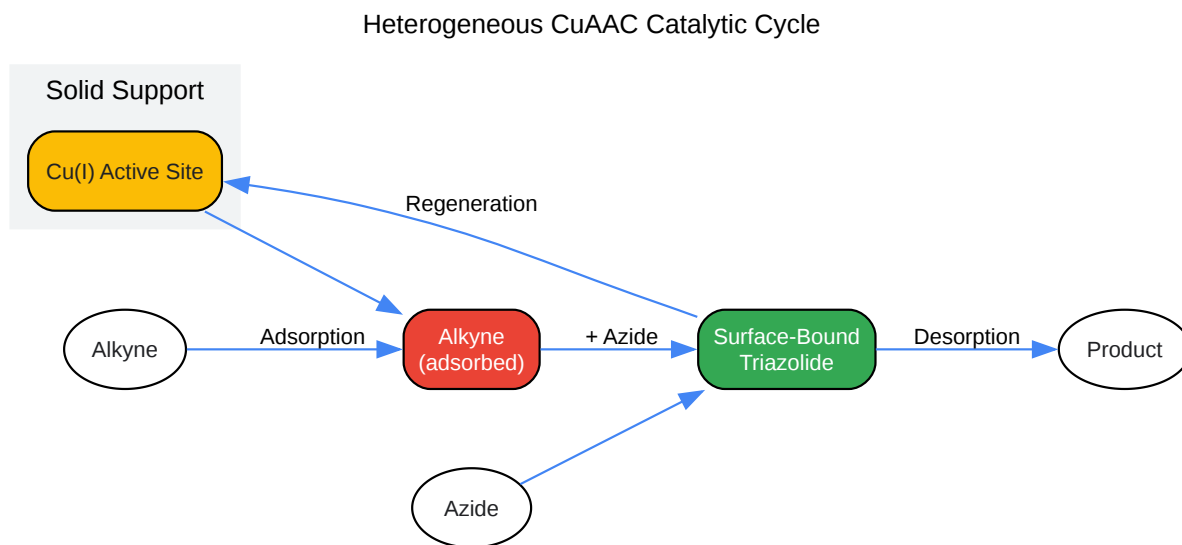 Heterogeneous CuAAC Catalytic Cycle
Solid Support
Cu(I) Active Site
Regeneration
Alkyne
Adsorption
Alkyne
(adsorbed)
+ Azide
Surface-Bound
Triazolide
Desorption
Product
Azide